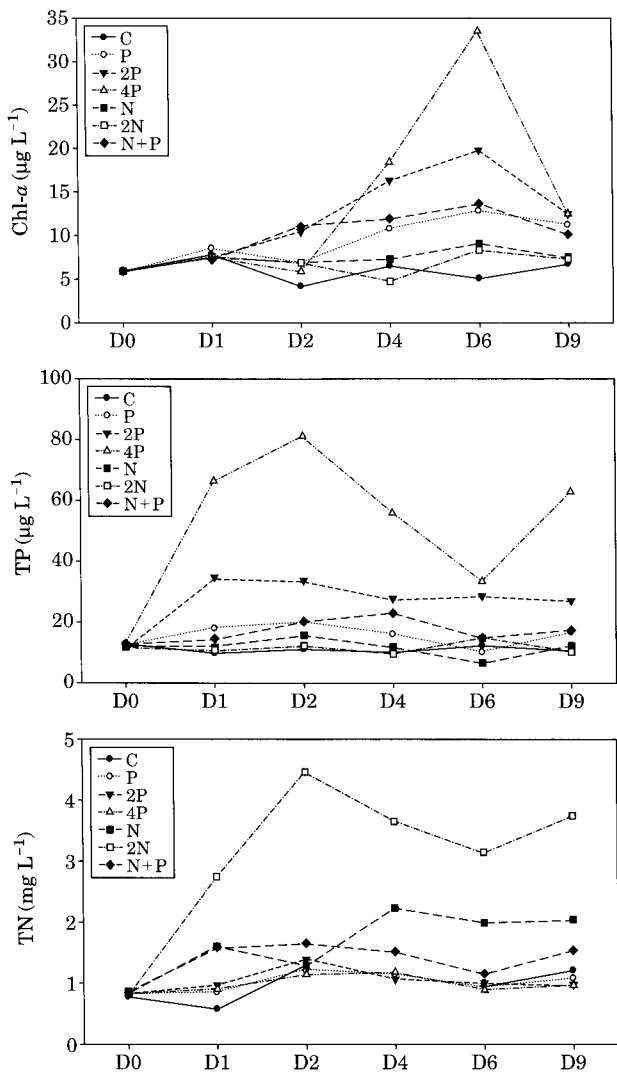 35
30
25
20
15
10
5
0
Chl-a (µg L⁻¹)
C
P
2P
4P
N
2N
N+P
D0 D1 D2 D4 D6 D9
100
80
60
40
20
0
TP (µg L⁻¹)
C
P
2P
4P
N
2N
N+P
D0 D1 D2 D4 D6 D9
5
4
3
2
1
0
TN (mg L⁻¹)
C
P
2P
4P
N
2N
N+P
D0 D1 D2 D4 D6 D9